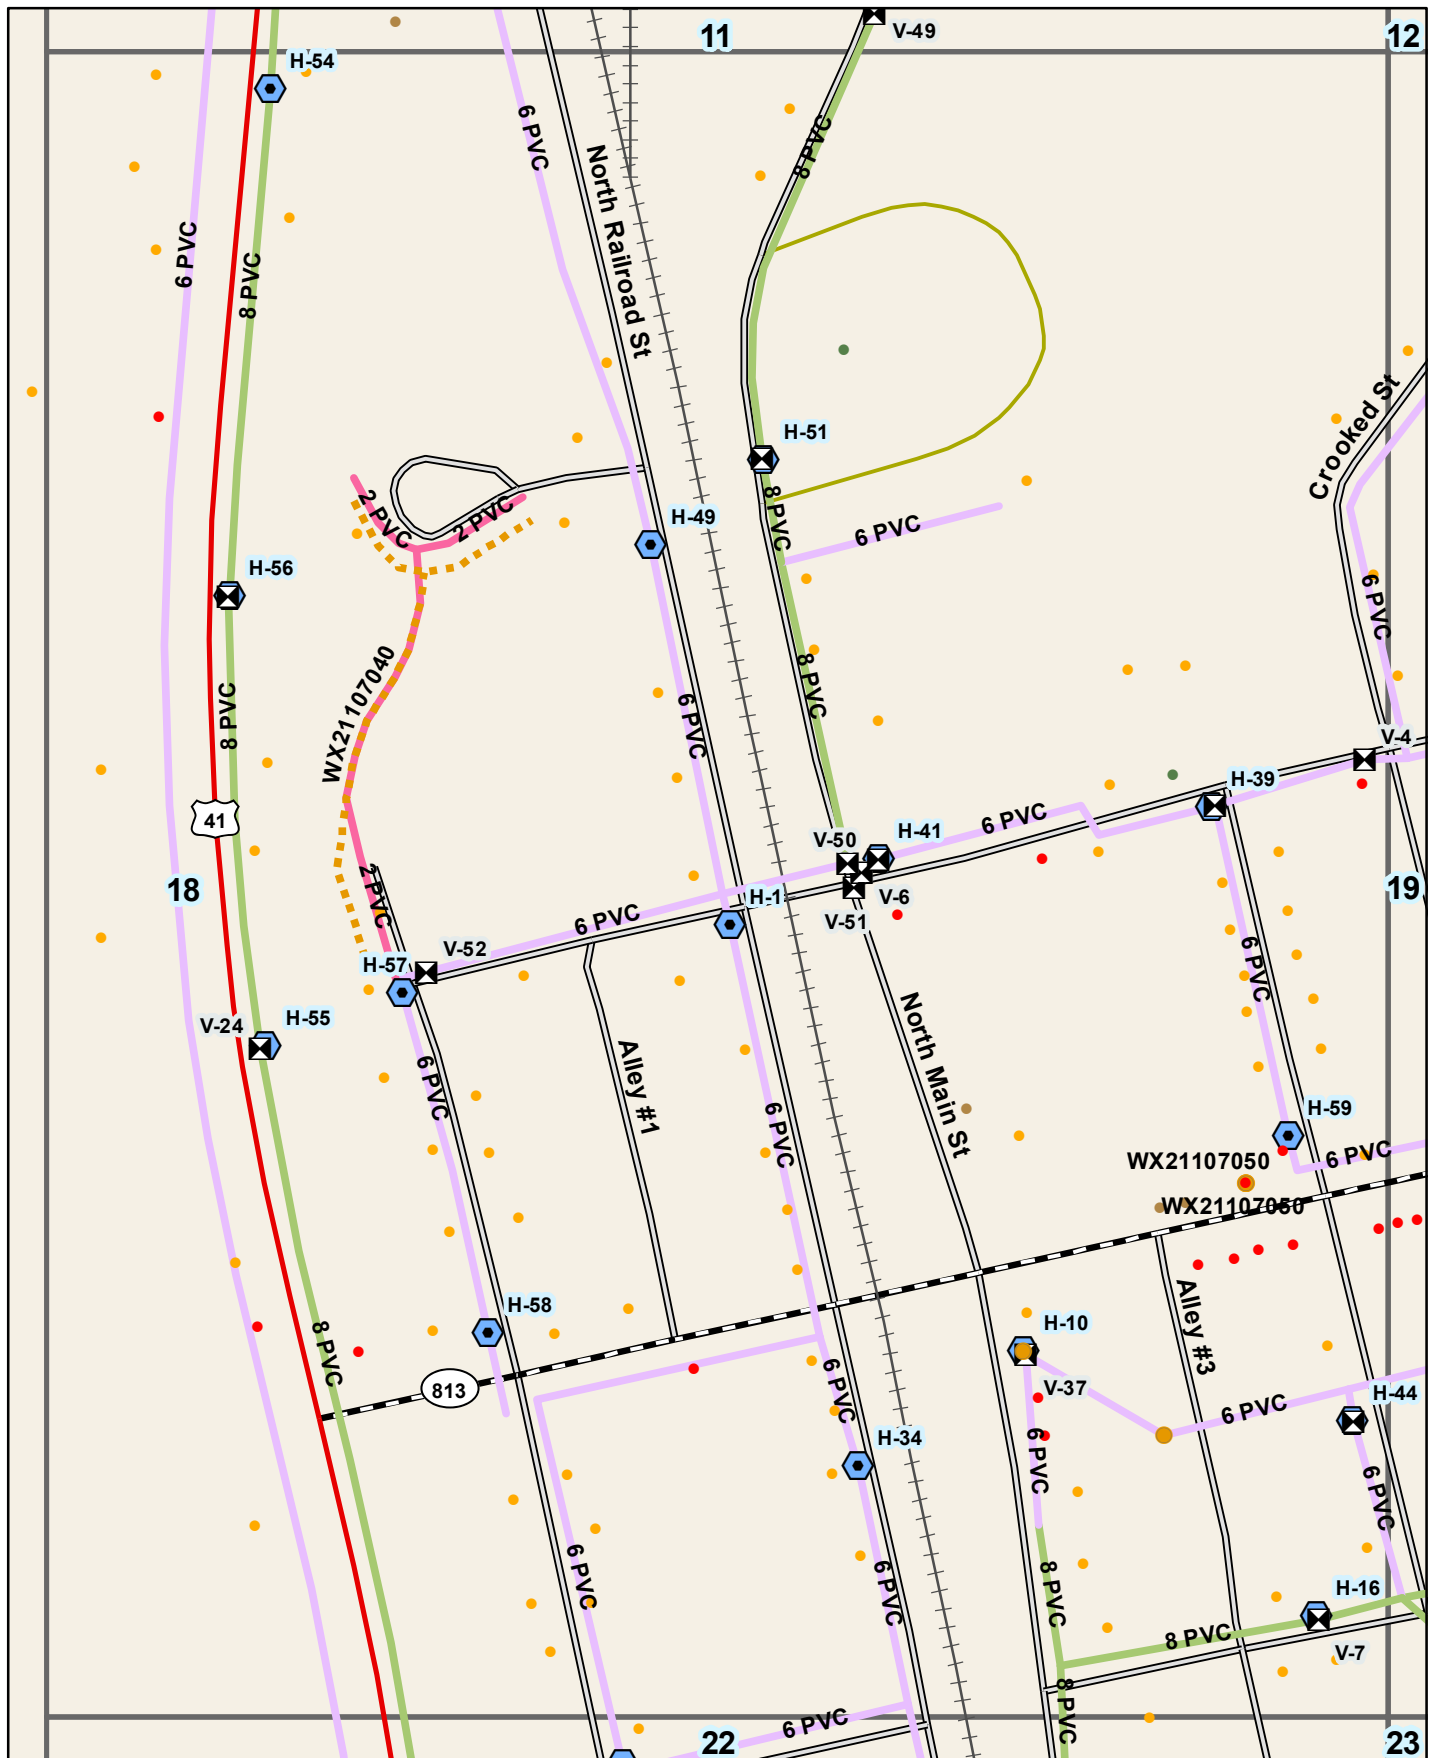 11
12
V-49
H-54
6 PVC
8 PVC
North Railroad St
6 PVC
8 PVC
Crooked St
H-51
2 PVC
2 PVC
8 PVC
6 PVC
H-49
H-56
6 PVC
WX21107040
8 PVC
8 PVC
6 PVC
V-4
H-39
41
6 PVC
V-50
H-41
18
19
2 PVC
H-1
V-6
6 PVC
V-51
V-52
H-57
6 PVC
V-24
H-55
North Main St
Alley #1
6 PVC
6 PVC
H-59
6 PVC
WX21107050
WX21107050
H-58
H-10
Alley #3
8 PVC
813
V-37
6 PVC
H-44
6 PVC
H-34
6 PVC
6 PVC
6 PVC
6 PVC
8 PVC
H-16
8 PVC
V-7
8 PVC
6 PVC
22
23